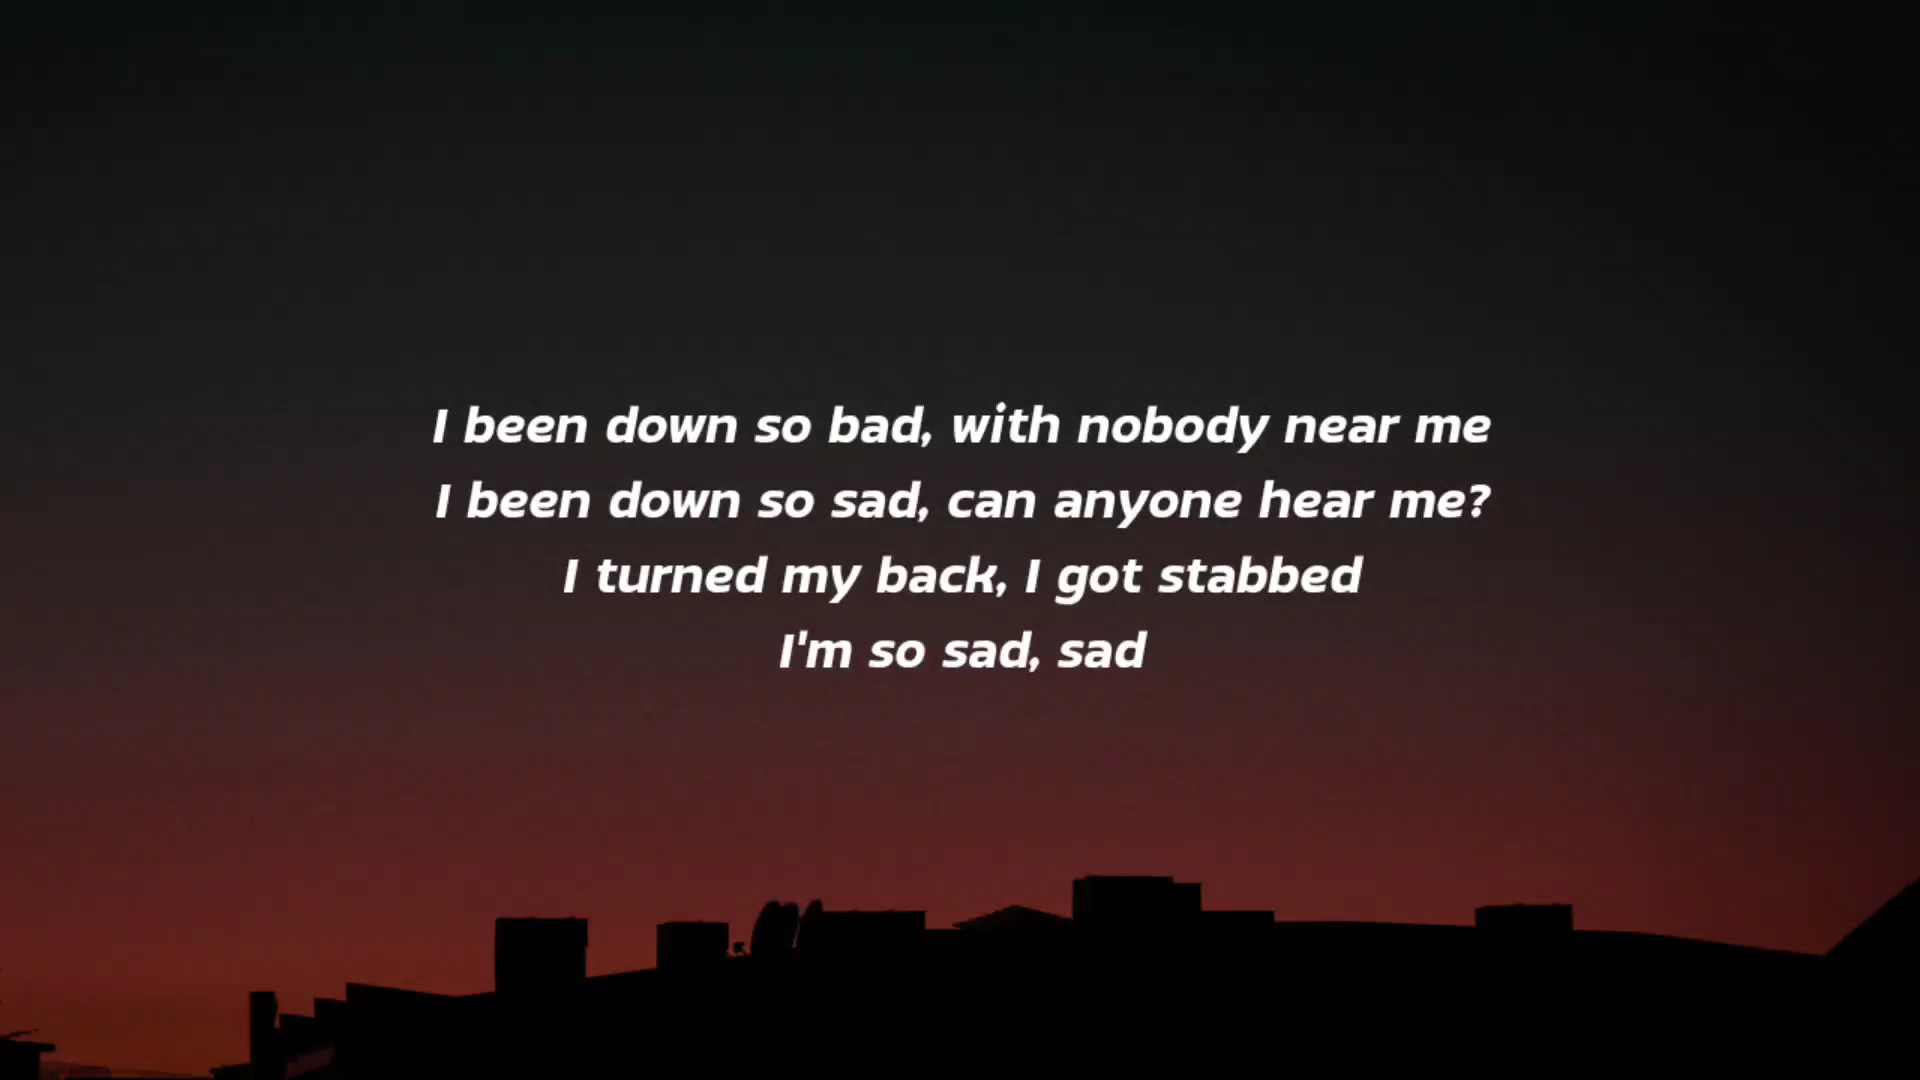 I been down so bad, with nobody near me
I been down so sad, can anyone hear me?
I turned my back, I got stabbed
I'm so sad, sad